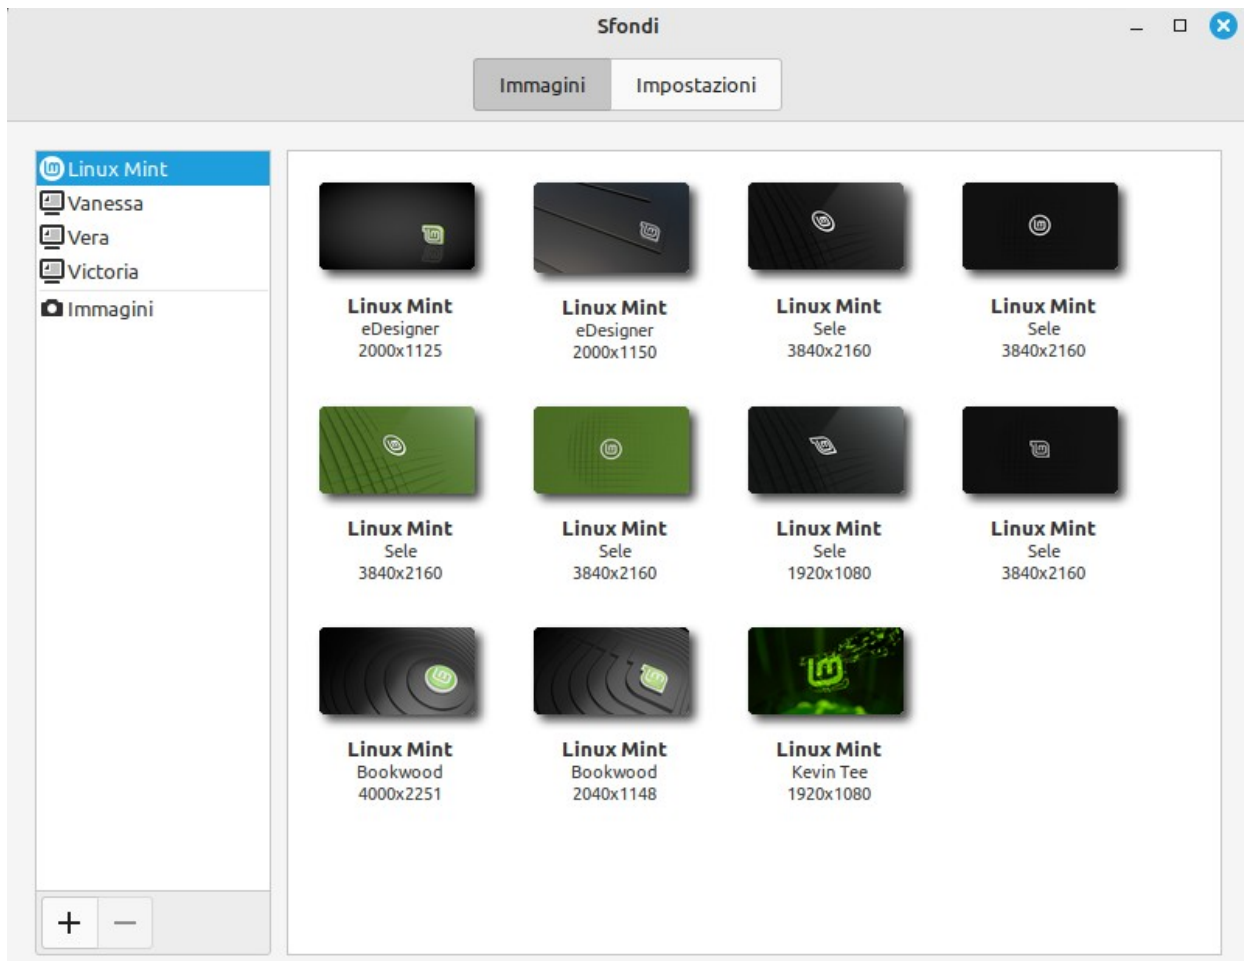 Sfondi
Immagini
Impostazioni
Linux Mint
Vanessa
Vera
Victoria
Immagini
Linux Mint
eDesigner
2000x1125
Linux Mint
eDesigner
2000x1150
Linux Mint
Sele
3840x2160
Linux Mint
Sele
3840x2160
Linux Mint
Sele
3840x2160
Linux Mint
Sele
3840x2160
Linux Mint
Sele
1920x1080
Linux Mint
Sele
3840x2160
Linux Mint
Bookwood
4000x2251
Linux Mint
Bookwood
2040x1148
Linux Mint
Kevin Tee
1920x1080